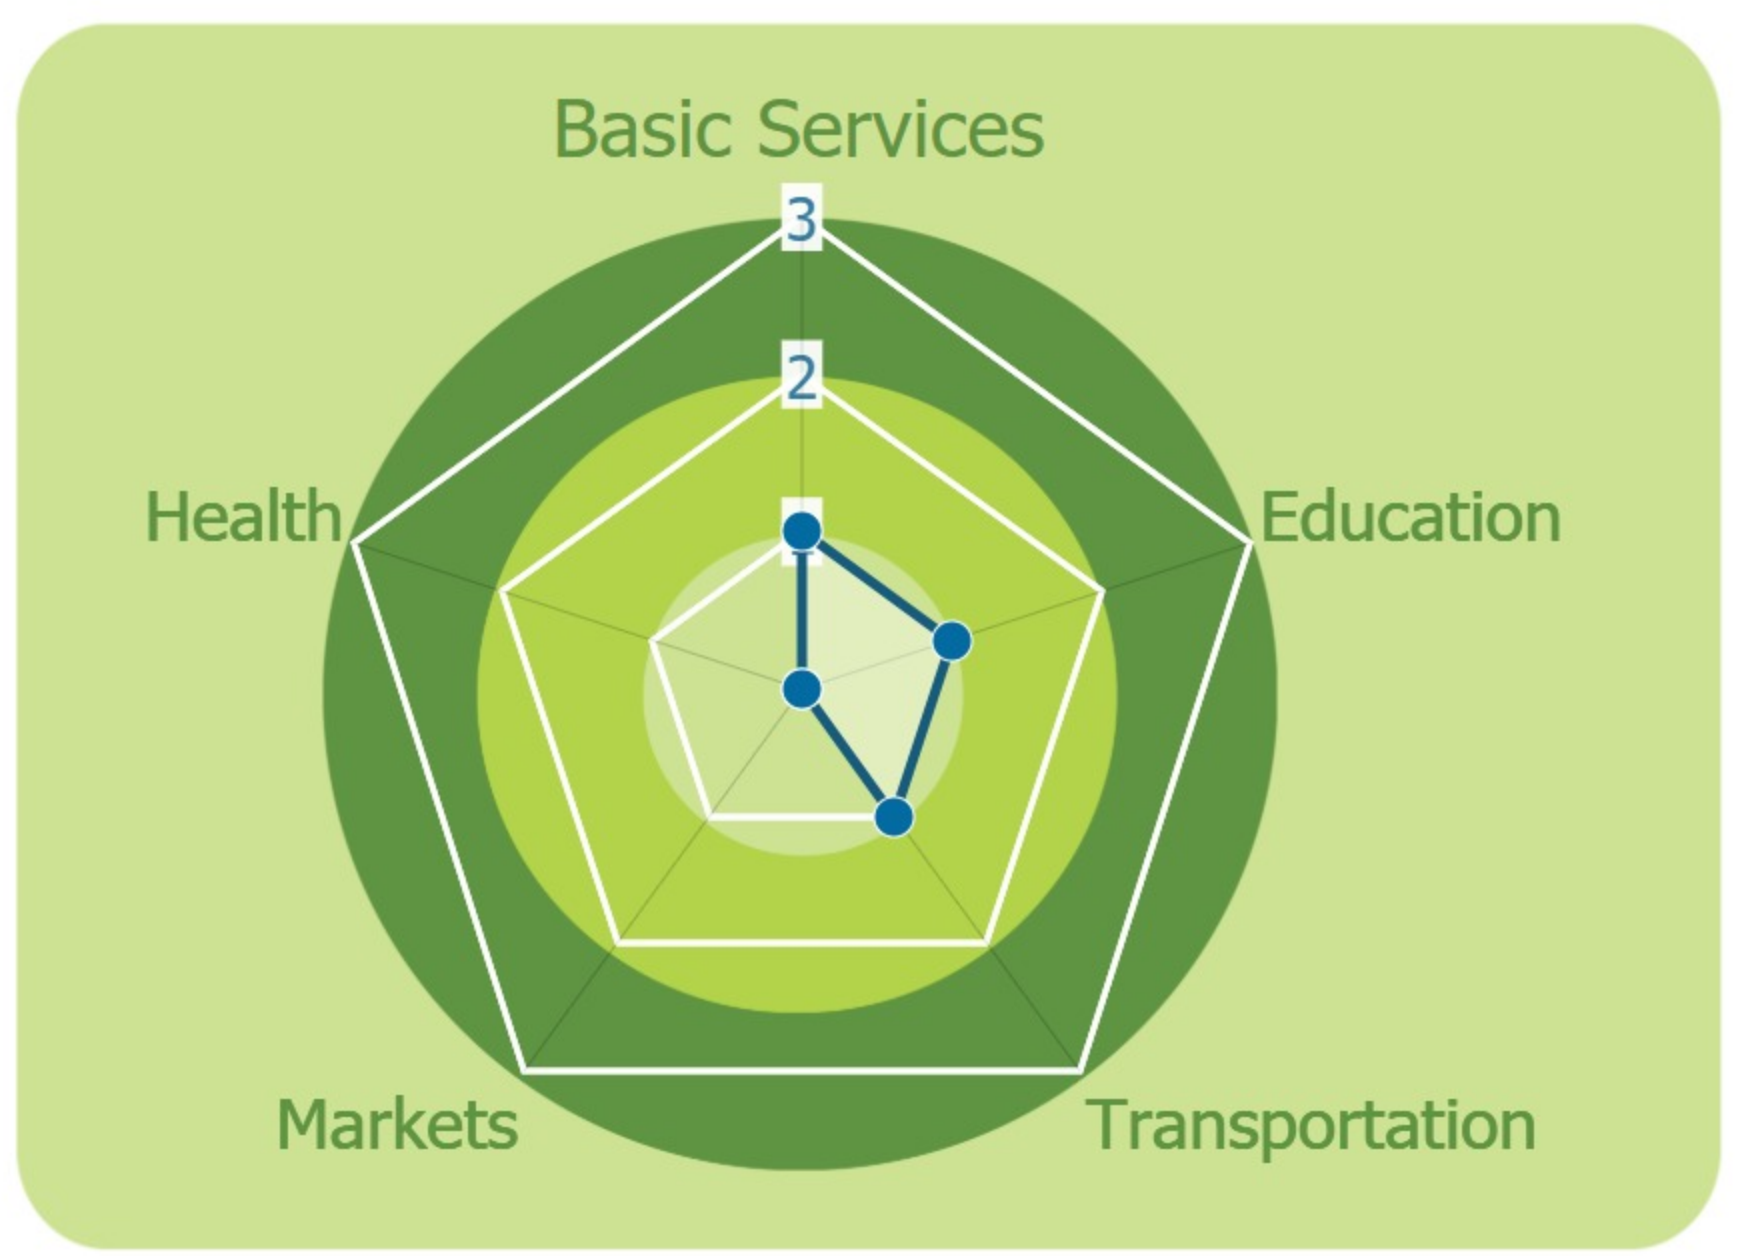 Basic Services
3
2
Health
Education
Markets
Transportation